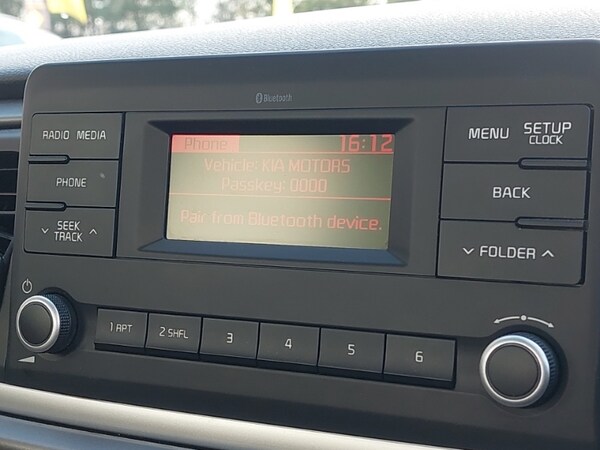 Bluetooth
RADIO MEDIA
PHONE
SEEK
TRACK
Phone 16:12
Vehicle: KIA MOTORS
Passkey: 0000
Pair from Bluetooth device.
MENU SETUP
CLOCK
BACK
FOLDER
1 RPT
2 SHFL
3
4
5
6